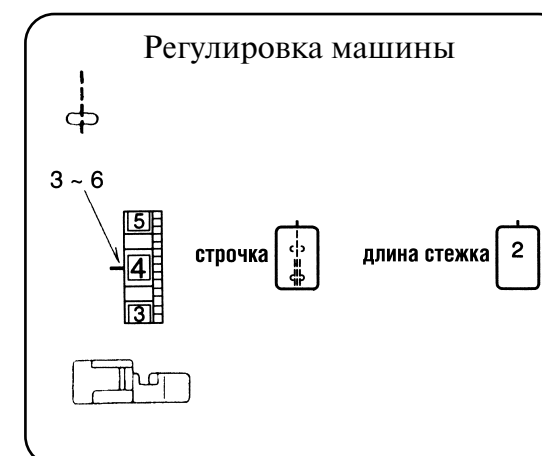 Регулировка машины
3 ~ 6
5
4
3
строчка
длина стежка 2